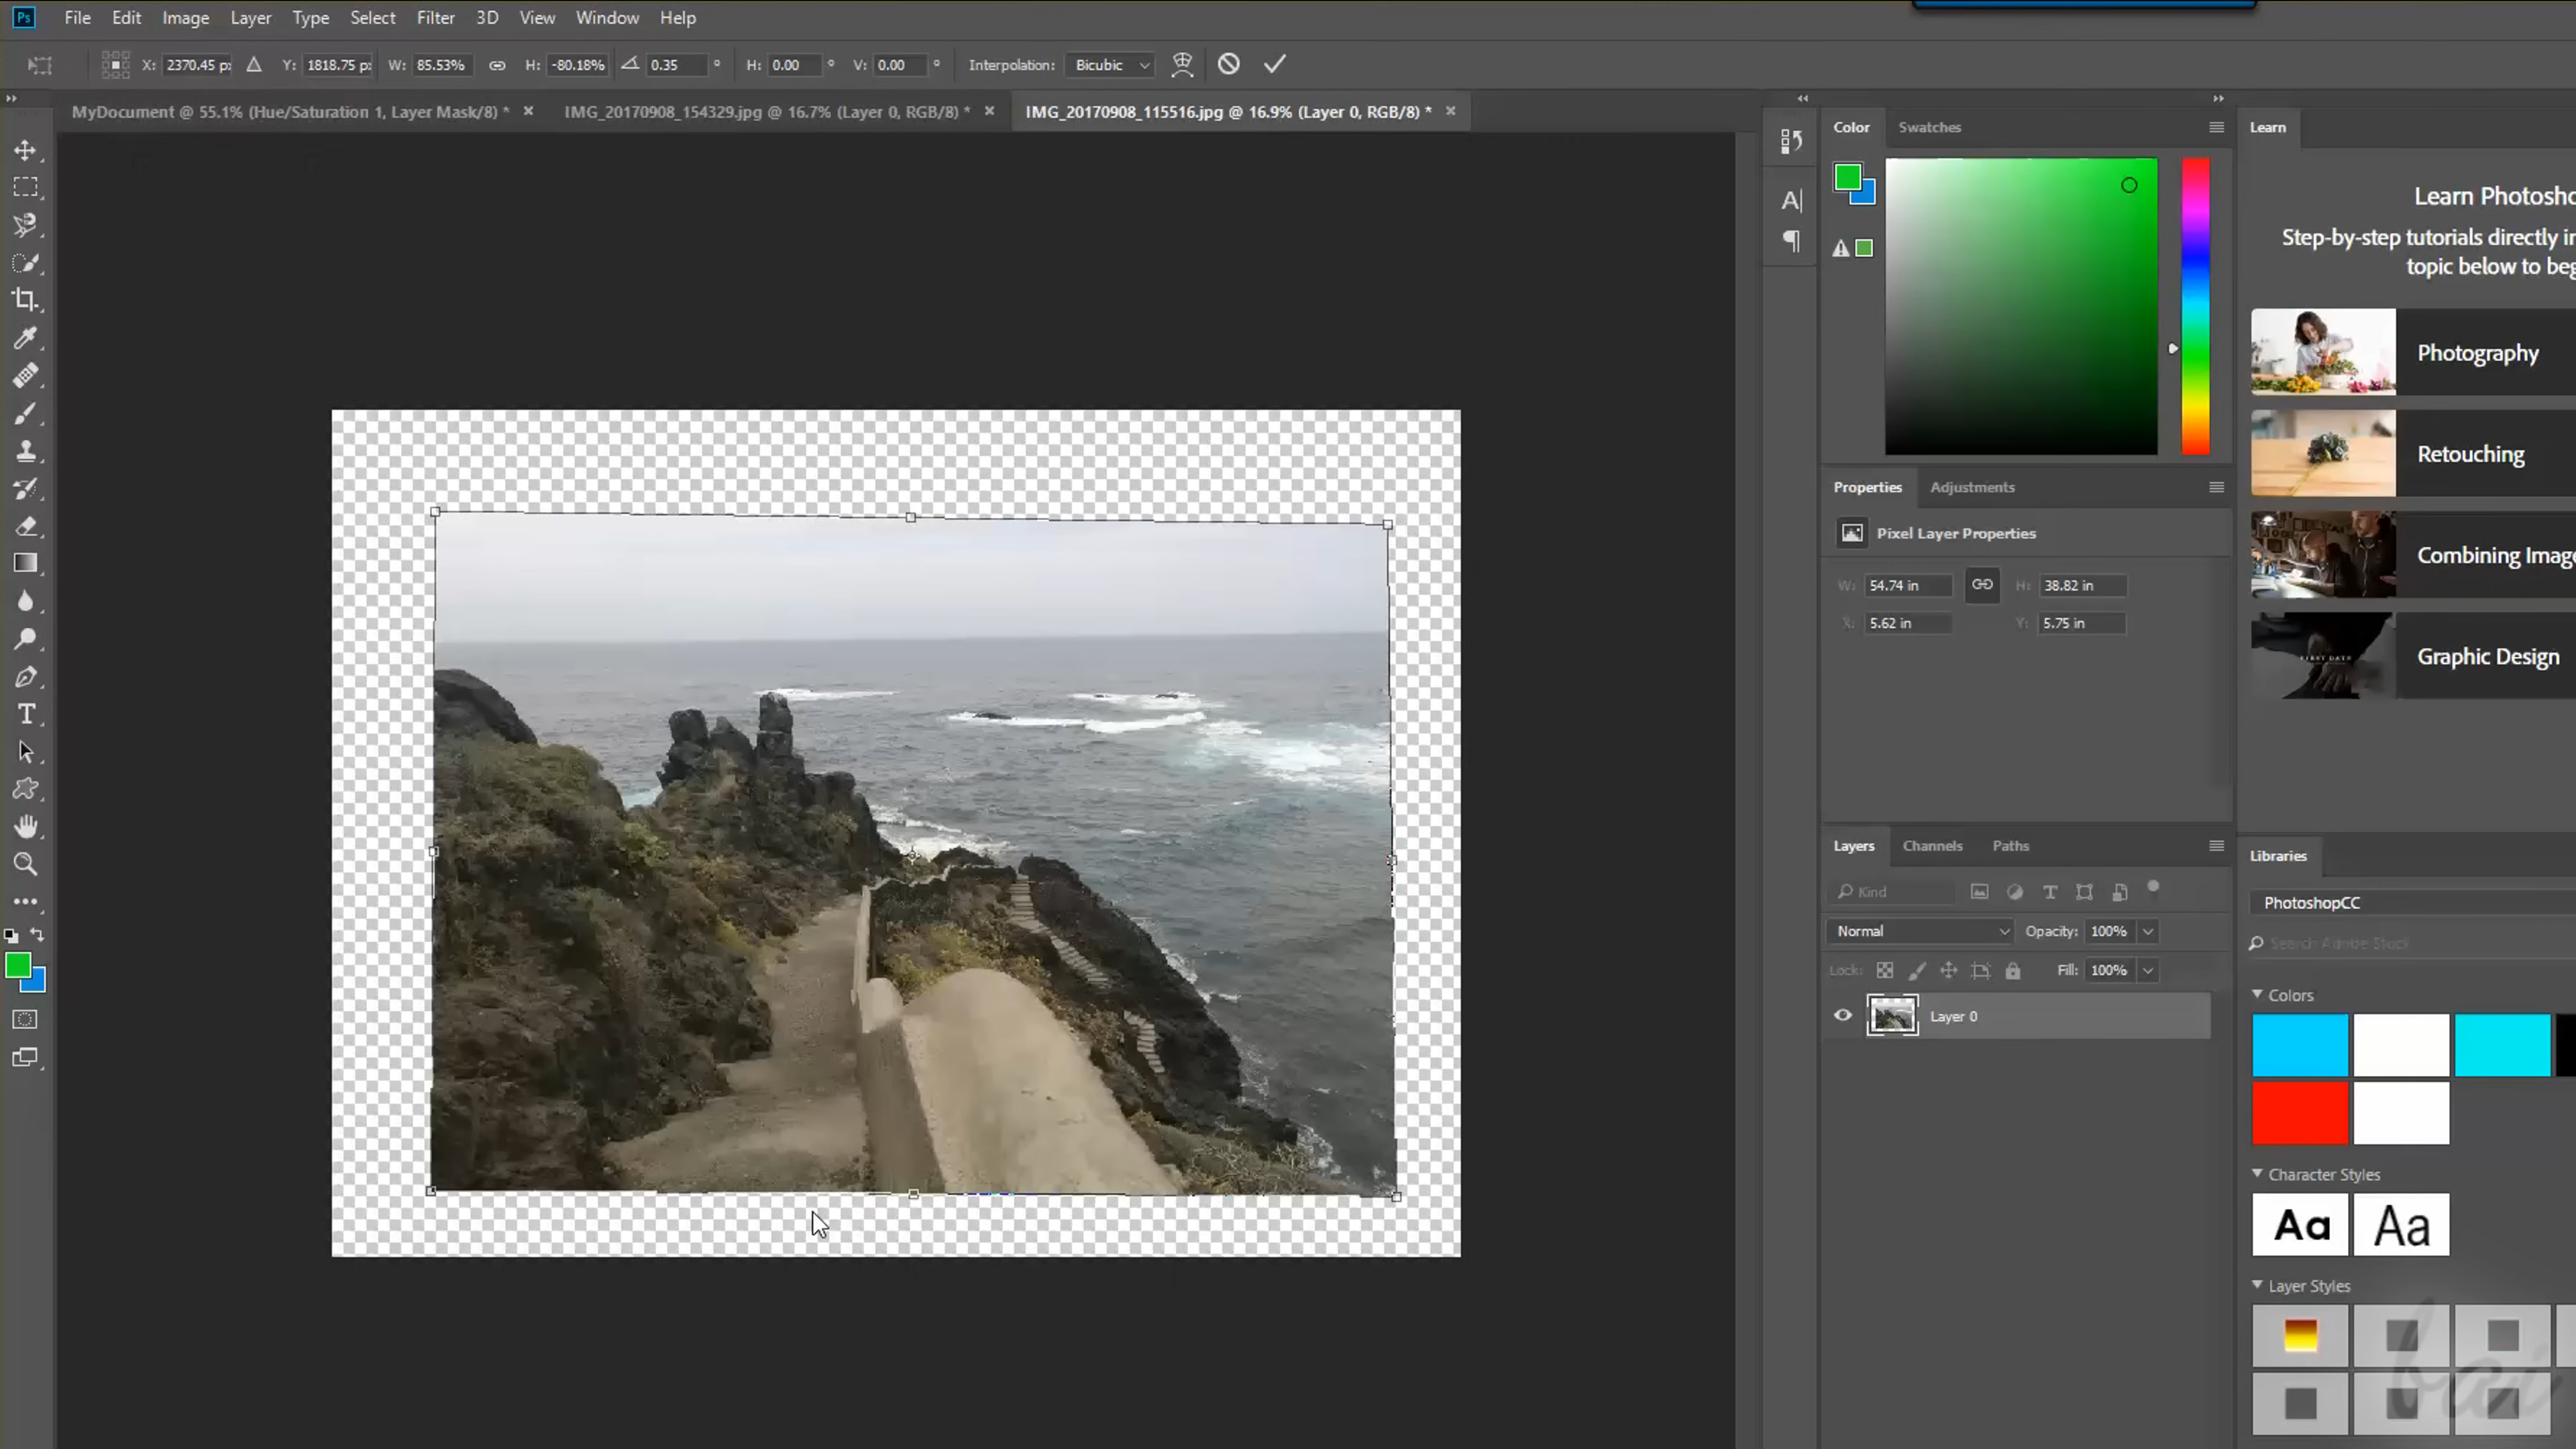 Ps File Edit Image Layer Type Select Filter 3D View Window Help
X: 2370.45 px Y: 1818.75 px W: 85.53% H: -80.18% 0.35 ° H: 0.00 ° V: 0.00 ° Interpolation: Bicubic
MyDocument @ 55.1% (Hue/Saturation 1, Layer Mask/8) *
IMG_20170908_154329.jpg @ 16.7% (Layer 0, RGB/8) *
IMG_20170908_115516.jpg @ 16.9% (Layer 0, RGB/8) *
Color Swatches
Properties Adjustments
Pixel Layer Properties
W: 54.74 in H: 38.82 in
X: 5.62 in Y: 5.75 in
Layers Channels Paths
Kind
Normal Opacity: 100%
Lock: Fill: 100%
Layer 0
Learn
Learn Photosho
Step-by-step tutorials directly in
topic below to beg
Photography
Retouching
Combining Image
Graphic Design
Libraries
PhotoshopCC
Search Adobe Stock
Colors
Character Styles
Aa Aa
Layer Styles